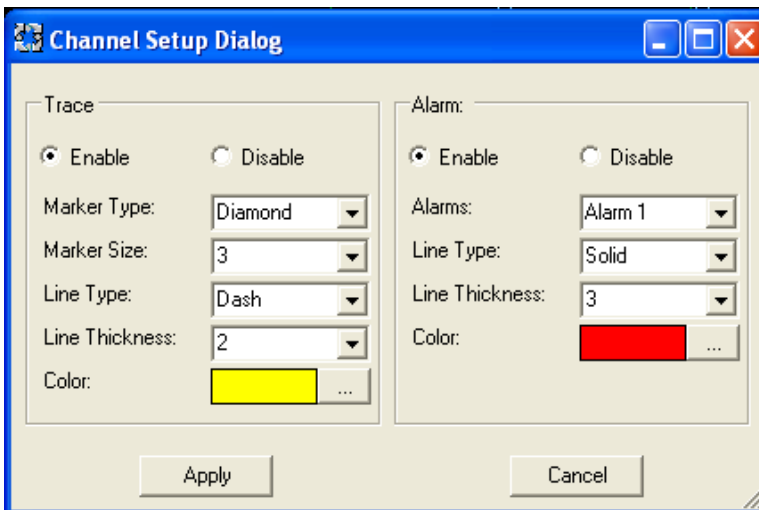 Channel Setup Dialog
Trace
Enable Disable
Marker Type: Diamond
Marker Size: 3
Line Type: Dash
Line Thickness: 2
Color: ...
Alarm:
Enable Disable
Alarms: Alarm 1
Line Type: Solid
Line Thickness: 3
Color: ...
Apply Cancel